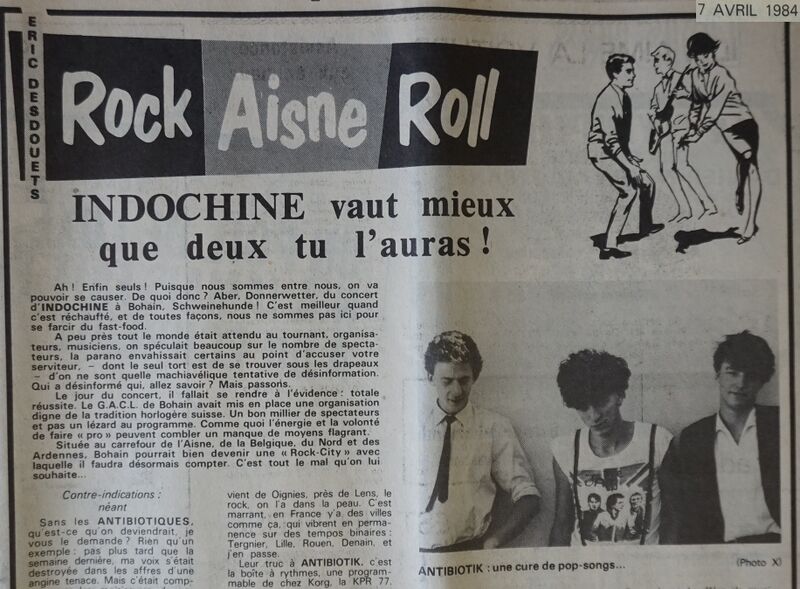 7 AVRIL 1984
ERIC DESDOUETS
Rock Aisne Roll
INDOCHINE vaut mieux
que deux tu l'auras !
Ah ! Enfin seuls ! Puisque nous sommes entre nous, on va
pouvoir se causer. De quoi donc ? Aber, Donnerwetter, du concert
d'INDOCHINE à Bohain, Schweinehunde ! C'est meilleur quand
c'est réchauffé, et de toutes façons, nous ne sommes pas ici pour
se farcir du fast-food.
A peu près tout le monde était attendu au tournant, organisa-
teurs, musiciens, on spéculait beaucoup sur le nombre de specta-
teurs, la parano envahissait certains au point d'accuser votre
serviteur, – dont le seul tort est de se trouver sous les drapeaux
– d'on ne sont quelle machiavélique tentative de désinformation.
Qui a désinformé qui, allez savoir ? Mais passons.
Le jour du concert, il fallait se rendre à l'évidence : totale
réussite. Le G.A.C.L. de Bohain avait mis en place une organisation
digne de la tradition horlogère suisse. Un bon millier de spectateurs
et pas un lézard au programme. Comme quoi l'énergie et la volonté
de faire « pro » peuvent combler un manque de moyens flagrant.
Située au carrefour de l'Aisne, de la Belgique, du Nord et des
Ardennes, Bohain pourrait bien devenir une « Rock-City » avec
laquelle il faudra désormais compter. C'est tout le mal qu'on lui
souhaite...
Contre-indications :
néant
Sans les ANTIBIOTIQUES,
qu'est-ce qu'on deviendrait, je
vous le demande ? Rien qu'un
exemple : pas plus tard que la
semaine dernière, ma voix s'était
destroyée dans les affres d'une
angine tenace. Mais c'était comp-
vient de Oignies, près de Lens, le
rock, on l'a dans la peau. C'est
marrant, en France y'a des villes
comme ça, qui vibrent en perma-
nence sur des tempos binaires :
Tergnier, Lille, Rouen, Denain, et
j'en passe.
Leur truc à ANTIBIOTIK, c'est
la boîte à rythmes, une program-
mable de chez Korg, la KPR 77.
(Photo X)
ANTIBIOTIK : une cure de pop-songs...